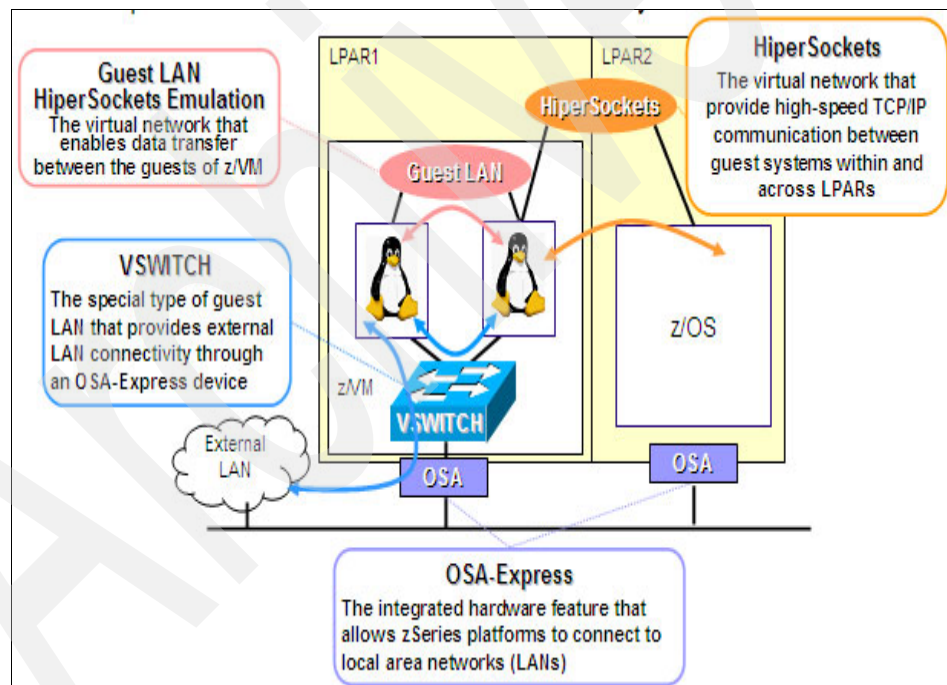 LPAR1
LPAR2
Guest LAN
HiperSockets Emulation
The virtual network that
enables data transfer
between the guests of z/VM
HiperSockets
The virtual network that
provide high-speed TCP/IP
communication between
guest systems within and
across LPARs
HiperSockets
Guest LAN
VSWITCH
The special type of guest
LAN that provides external
LAN connectivity through
an OSA-Express device
z/OS
z/VM
VSWITCH
External
LAN
OSA
OSA
OSA-Express
The integrated hardware feature that
allows zSeries platforms to connect to
local area networks (LANs)